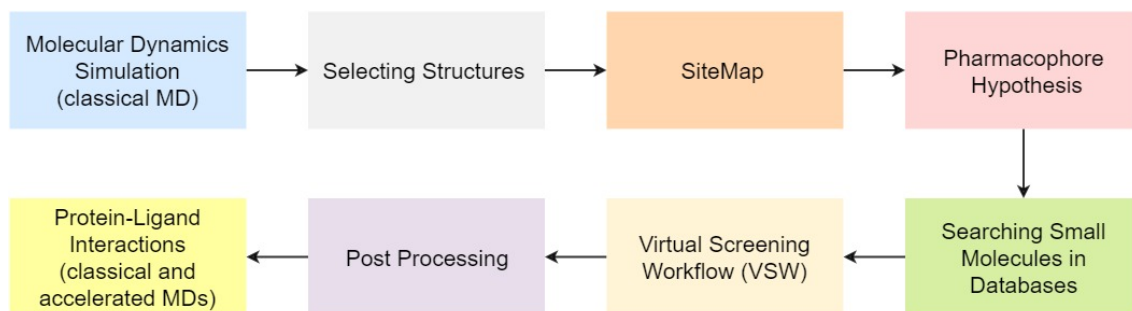 Molecular Dynamics
Simulation
(classical MD)
Selecting Structures
SiteMap
Pharmacophore
Hypothesis
Searching Small
Molecules in
Databases
Virtual Screening
Workflow (VSW)
Post Processing
Protein-Ligand
Interactions
(classical and
accelerated MDs)